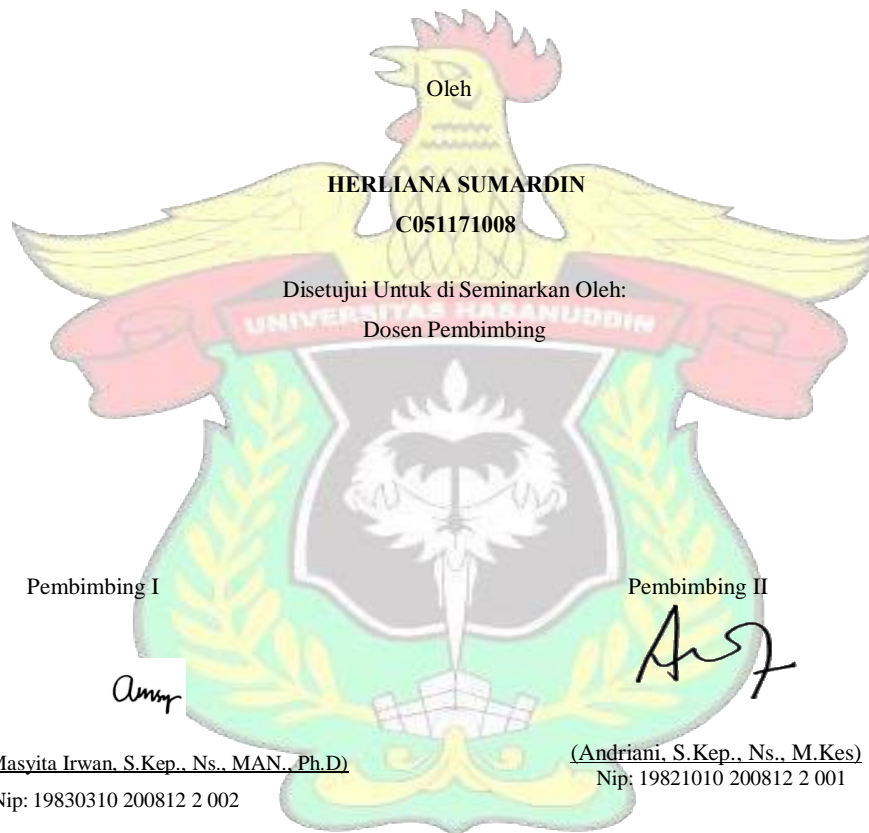 Oleh
HERLIANA SUMARDIN
C051171008
Disetujui Untuk di Seminarkan Oleh:
UNIVERSITAS HASANUDDIN
Dosen Pembimbing
Pembimbing I
Pembimbing II
Masyita Irwan, S.Kep., Ns., MAN., Ph.D)
Nip: 19830310 200812 2 002
(Andriani, S.Kep., Ns., M.Kes)
Nip: 19821010 200812 2 001